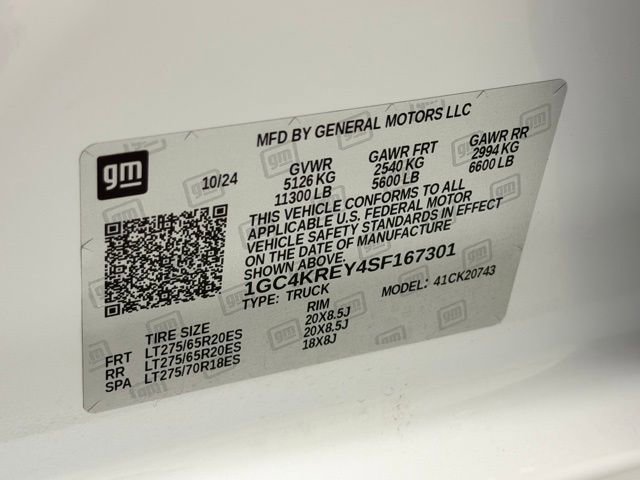 gm
MFD BY GENERAL MOTORS LLC
10/24
GVWR GAWR FRT GAWR RR
5126 KG 2540 KG 2994 KG
11300 LB 5600 LB 6600 LB
THIS VEHICLE CONFORMS TO ALL
APPLICABLE U.S. FEDERAL MOTOR
VEHICLE SAFETY STANDARDS IN EFFECT
ON THE DATE OF MANUFACTURE
SHOWN ABOVE.
1GC4KREY4SF167301
TYPE: TRUCK MODEL: 41CK20743
TIRE SIZE RIM
FRT LT275/65R20ES 20X8.5J
RR LT275/65R20ES 20X8.5J
SPA LT275/70R18ES 18X8J